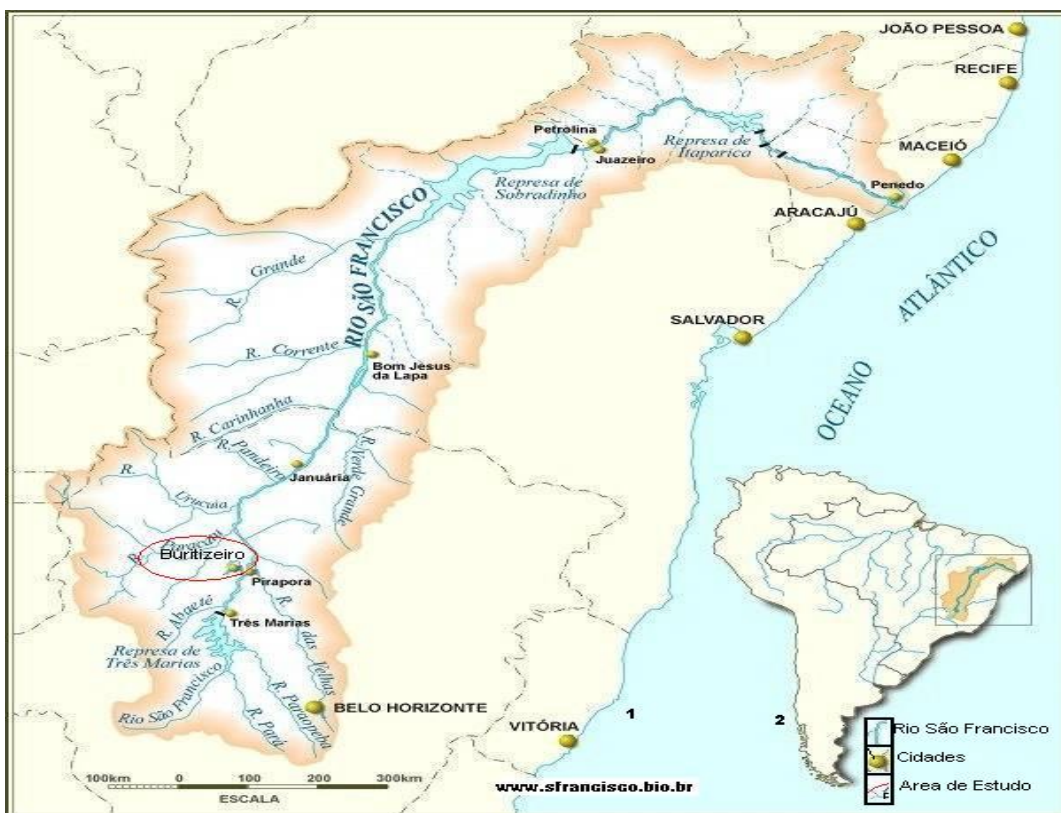 JOÃO PESSOA
RECIFE
Petrolina
Juazeiro
Represa de
Itaparica
MACEIÓ
Represa de
Sobradinho
Penedo
ARACAJÚ
RIO SÃO FRANCISCO
R. Grande
ATLÂNTICO
OCEANO
SALVADOR
R. Corrente
Bom Jesus
da Lapa
R. Carinhanha
R. Pandeiro
R. Verde Grande
Januária
R. Urucuia
R.
Buritizeiro
Pirapora
R. Abaeté
Três Marias
Represa de
Três Marias
R. das Velhas
Rio São Francisco
R. Pará
R. Paraopeba
BELO HORIZONTE
VITÓRIA
1
2
Rio São Francisco
Cidades
E
Area de Estudo
100km 0 100 200 300km
ESCALA
www.sfrancisco.bio.br